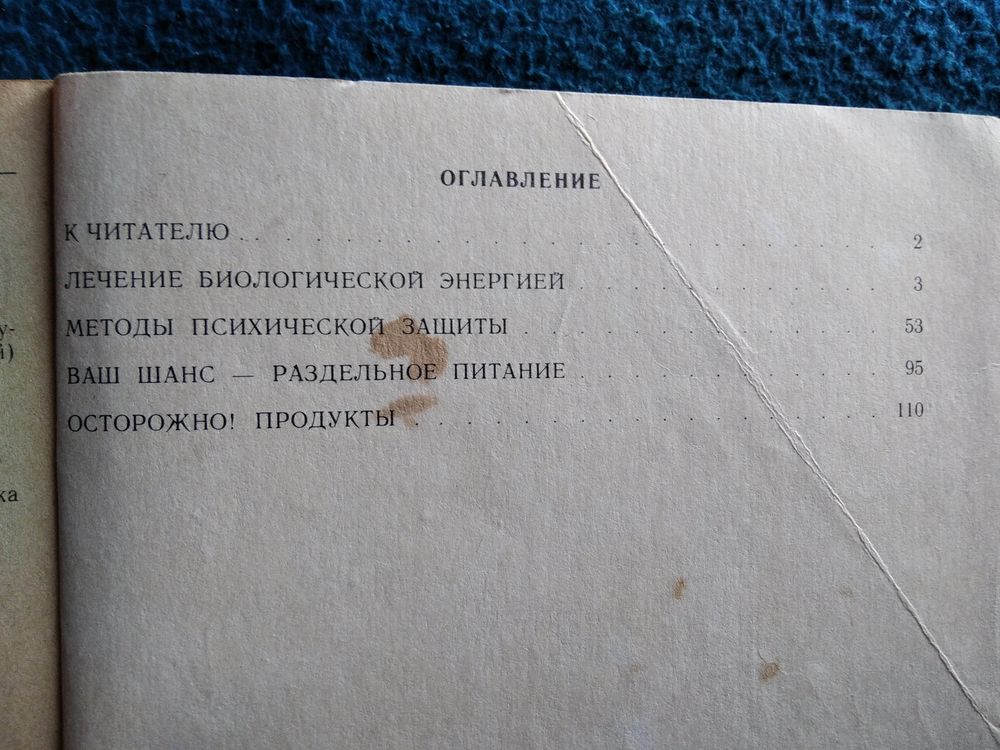 ОГЛАВЛЕНИЕ
К ЧИТАТЕЛЮ . . . . . . . . . . . . . . . . . . . . 2
ЛЕЧЕНИЕ БИОЛОГИЧЕСКОЙ ЭНЕРГИЕЙ . . . . . . . . . . 3
МЕТОДЫ ПСИХИЧЕСКОЙ ЗАЩИТЫ . . . . . . . . . . . 53
ВАШ ШАНС — РАЗДЕЛЬНОЕ ПИТАНИЕ . . . . . . . . . . 95
ОСТОРОЖНО! ПРОДУКТЫ . . . . . . . . . . . . . . 110